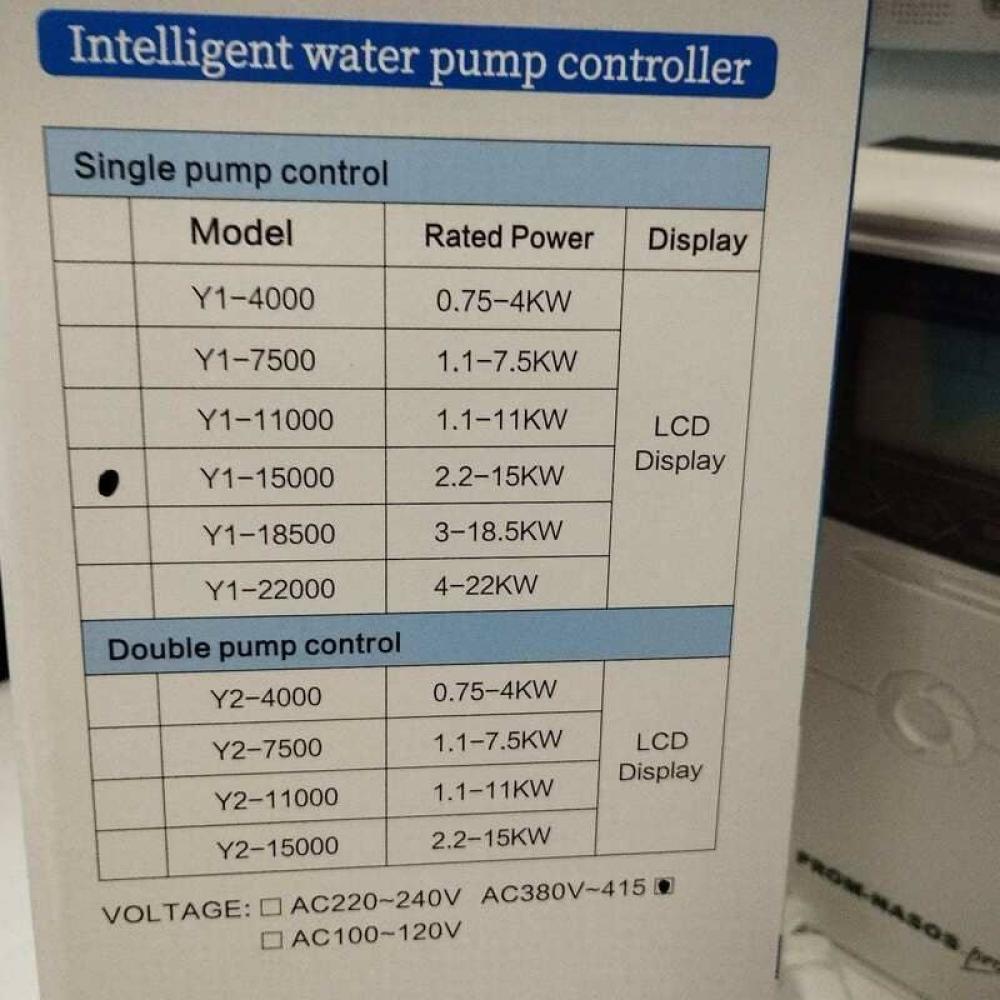 Intelligent water pump controller
Single pump control
Model Rated Power Display
Y1-4000 0.75-4KW
Y1-7500 1.1-7.5KW
Y1-11000 1.1-11KW
LCD
Display
Y1-15000 2.2-15KW
Y1-18500 3-18.5KW
Y1-22000 4-22KW
Double pump control
Y2-4000 0.75-4KW
Y2-7500 1.1-7.5KW
LCD
Display
Y2-11000 1.1-11KW
Y2-15000 2.2-15KW
VOLTAGE: AC220~240V AC380V~415
AC100~120V
PROM-NASOS